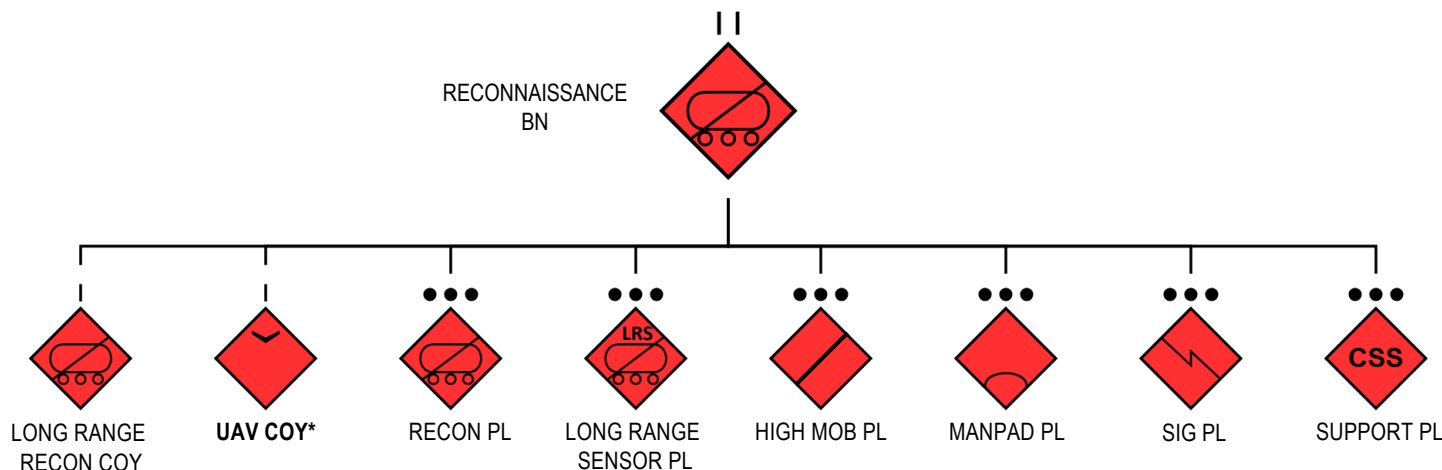 RECONNAISSANCE
BN
LRS
CSS
LONG RANGE
RECON COY
UAV COY*
RECON PL
LONG RANGE
SENSOR PL
HIGH MOB PL
MANPAD PL
SIG PL
SUPPORT PL